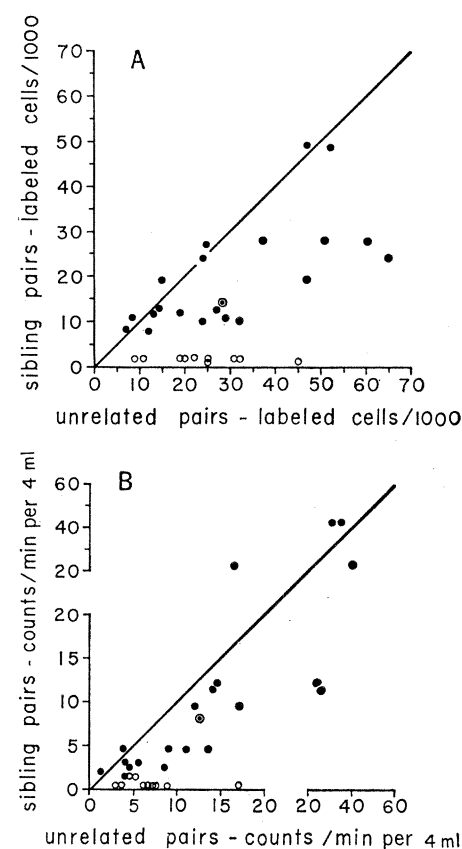 A
70
60
50
40
30
20
10
0
sibling pairs - labeled cells/1000
0 10 20 30 40 50 60 70
unrelated pairs - labeled cells/1000
B
60
40
20
20
15
10
5
0
sibling pairs - counts/min per 4 ml
0 5 10 15 20 20 40 60
unrelated pairs - counts /min per 4 ml